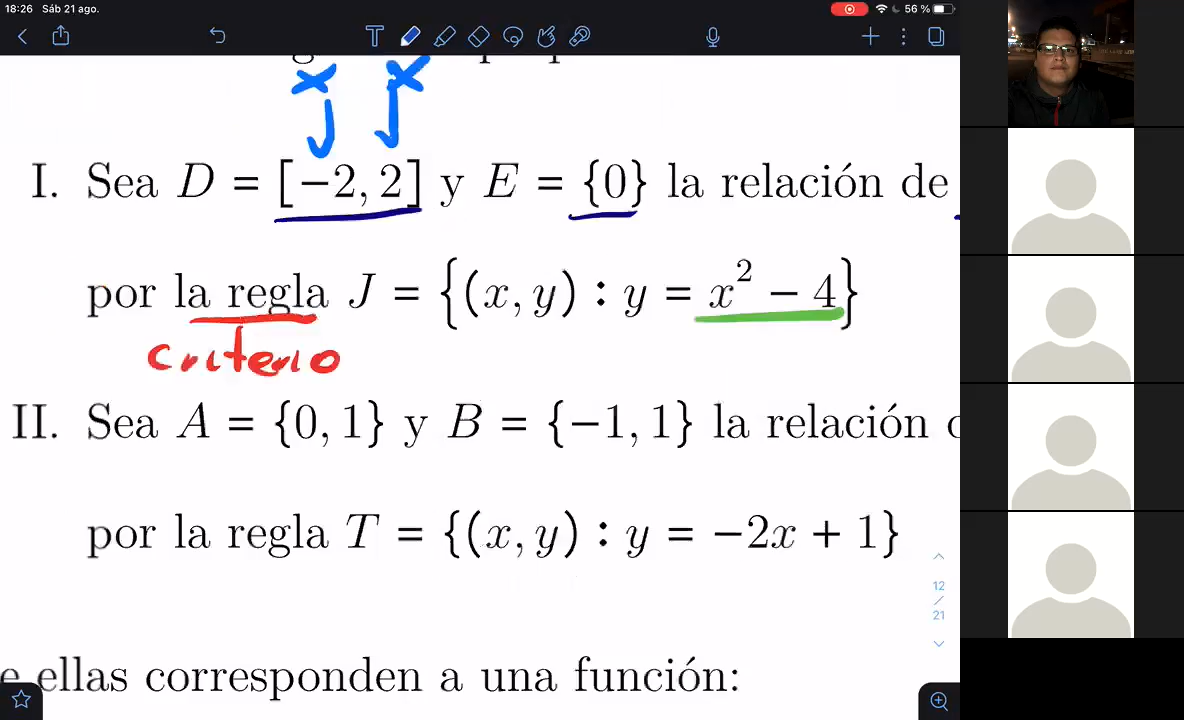 18:26 Sáb 21 ago. 56 %
x x
I. Sea D = [−2, 2] y E = {0} la relación de
por la regla J = {(x, y) : y = x² − 4}
criterio
II. Sea A = {0, 1} y B = {−1, 1} la relación
por la regla T = {(x, y) : y = −2x + 1}
12
/
21
e ellas corresponden a una función: